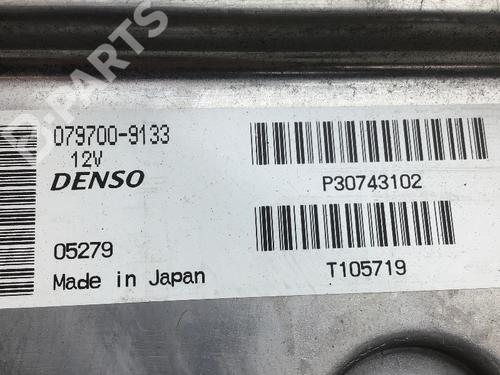 B-PARTS
079700-9133
12V
DENSO
P30743102
05279
Made in Japan
T105719